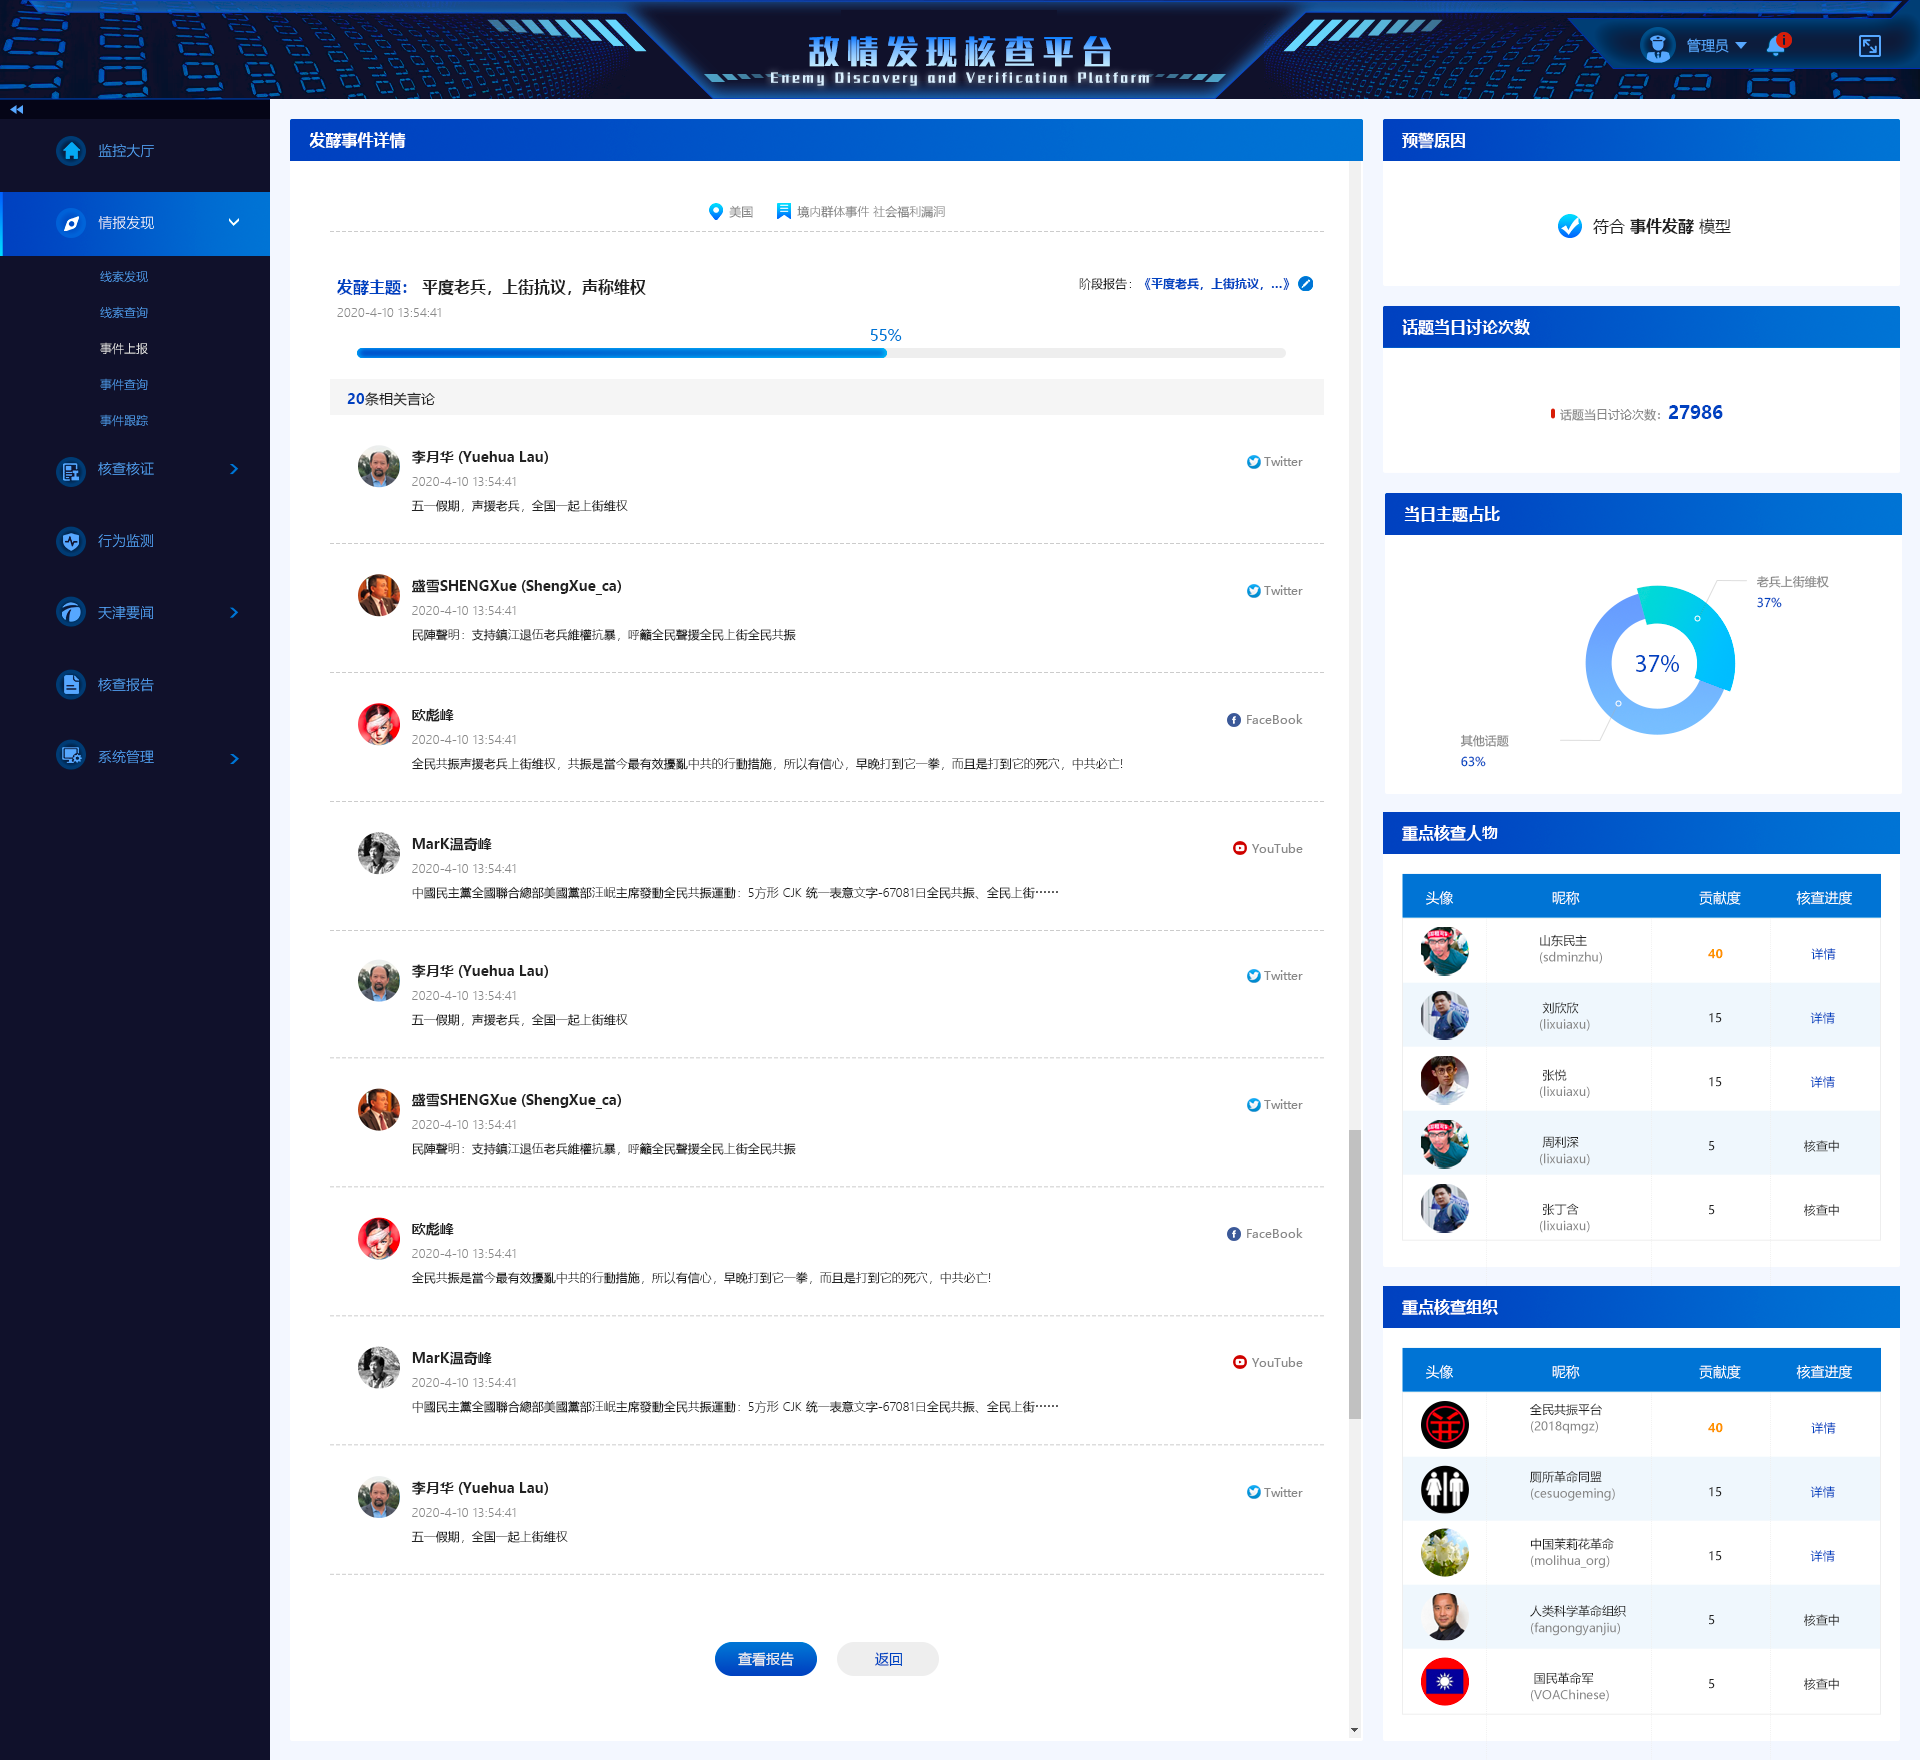 敌情发现核查平台
Enemy Discovery and Verification Platform
管理员
监控大厅
情报发现
线索发现
线索查询
事件上报
事件查询
事件跟踪
核查核证
行为监测
天津要闻
核查报告
系统管理
发酵事件详情
美国
境内群体事件 社会福利漏洞
发酵主题： 平度老兵，上街抗议，声称维权
阶段报告：《平度老兵，上街抗议，...》
2020-4-10 13:54:41
55%
20条相关言论
李月华 (Yuehua Lau)
Twitter
2020-4-10 13:54:41
五一假期，声援老兵，全国一起上街维权
盛雪SHENGXue (ShengXue_ca)
Twitter
2020-4-10 13:54:41
民陣聲明：支持鎮江退伍老兵維權抗暴，呼籲全民聲援全民上街全民共振
欧彪峰
FaceBook
2020-4-10 13:54:41
全民共振声援老兵上街维权，共振是當今最有效擾亂中共的行動措施，所以有信心，早晚打到它一拳，而且是打到它的死穴，中共必亡!
MarK温奇峰
YouTube
2020-4-10 13:54:41
中國民主黨全國聯合總部美國黨部汪岷主席發動全民共振運動：5方形 CJK 统一表意文字-67081日全民共振、全民上街……
李月华 (Yuehua Lau)
Twitter
2020-4-10 13:54:41
五一假期，声援老兵，全国一起上街维权
盛雪SHENGXue (ShengXue_ca)
Twitter
2020-4-10 13:54:41
民陣聲明：支持鎮江退伍老兵維權抗暴，呼籲全民聲援全民上街全民共振
欧彪峰
FaceBook
2020-4-10 13:54:41
全民共振是當今最有效擾亂中共的行動措施，所以有信心，早晚打到它一拳，而且是打到它的死穴，中共必亡!
MarK温奇峰
YouTube
2020-4-10 13:54:41
中國民主黨全國聯合總部美國黨部汪岷主席發動全民共振運動：5方形 CJK 统一表意文字-67081日全民共振、全民上街……
李月华 (Yuehua Lau)
Twitter
2020-4-10 13:54:41
五一假期，全国一起上街维权
查看报告
返回
预警原因
符合 事件发酵 模型
话题当日讨论次数
话题当日讨论次数：27986
当日主题占比
老兵上街维权
37%
37%
其他话题
63%
重点核查人物
头像 昵称 贡献度 核查进度
山东民主
(sdminzhu)
40 详情
刘欣欣
(lixuiaxu)
15 详情
张悦
(lixuiaxu)
15 详情
周利深
(lixuiaxu)
5 核查中
张丁含
(lixuiaxu)
5 核查中
重点核查组织
头像 昵称 贡献度 核查进度
全民共振平台
(2018qmgz)
40 详情
厕所革命同盟
(cesuogeming)
15 详情
中国茉莉花革命
(molihua_org)
15 详情
人类科学革命组织
(fangongyanjiu)
5 核查中
国民革命军
(VOAChinese)
5 核查中